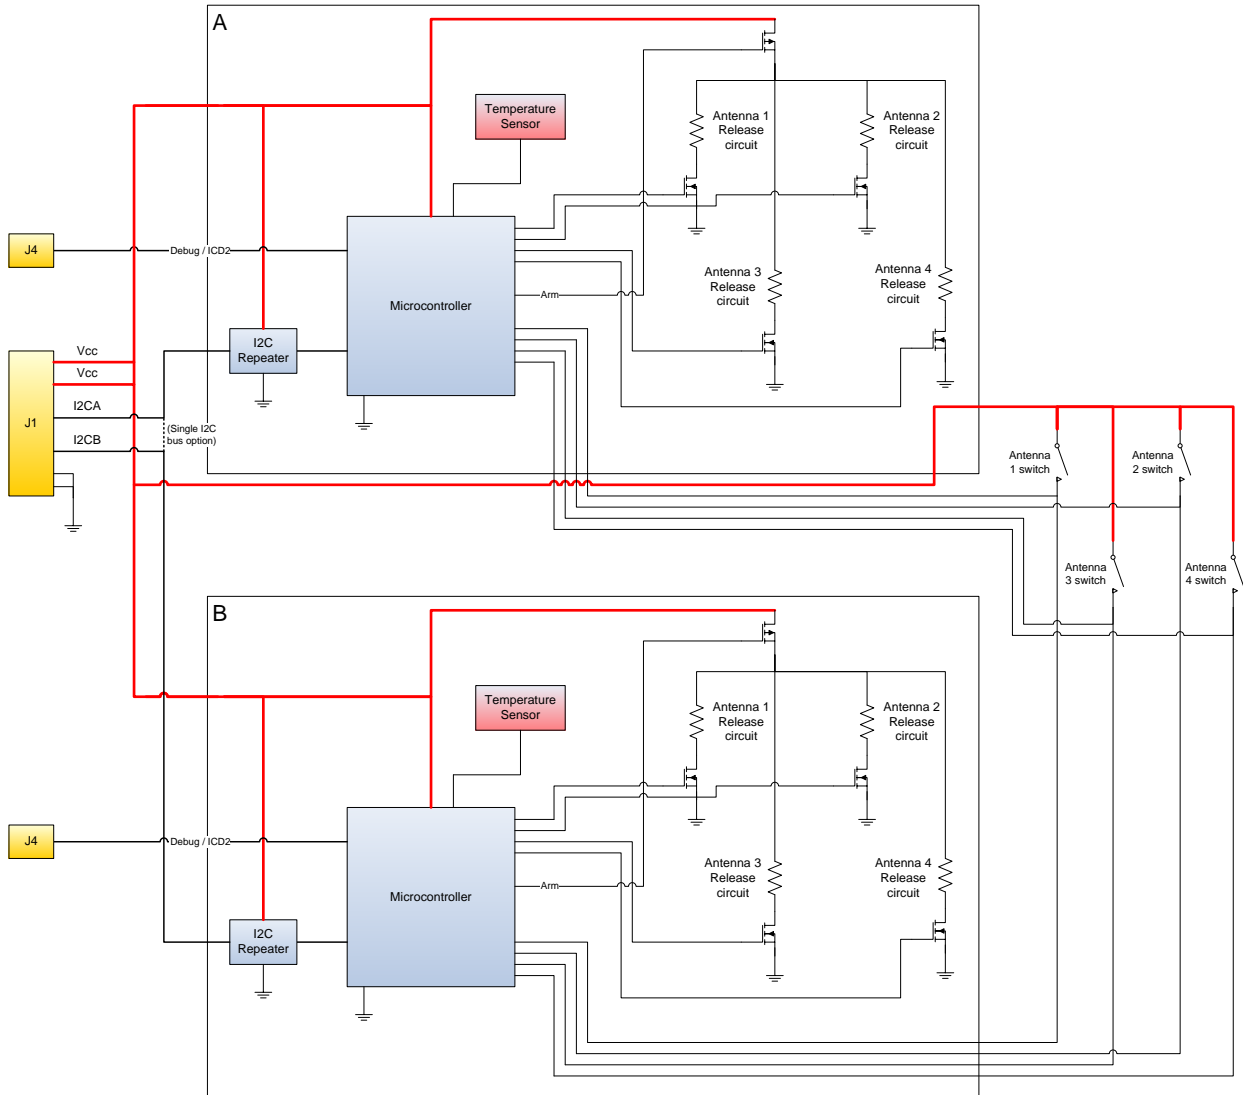 A
Temperature
Sensor
Antenna 1
Release
circuit
Antenna 2
Release
circuit
J4
Debug / ICD2
Microcontroller
Arm
Antenna 3
Release
circuit
Antenna 4
Release
circuit
I2C
Repeater
Vcc
Vcc
J1
I2CA
I2CB
(Single I2C
bus option)
Antenna
1 switch
Antenna
2 switch
Antenna
3 switch
Antenna
4 switch
B
Temperature
Sensor
Antenna 1
Release
circuit
Antenna 2
Release
circuit
J4
Debug / ICD2
Microcontroller
Arm
Antenna 3
Release
circuit
Antenna 4
Release
circuit
I2C
Repeater